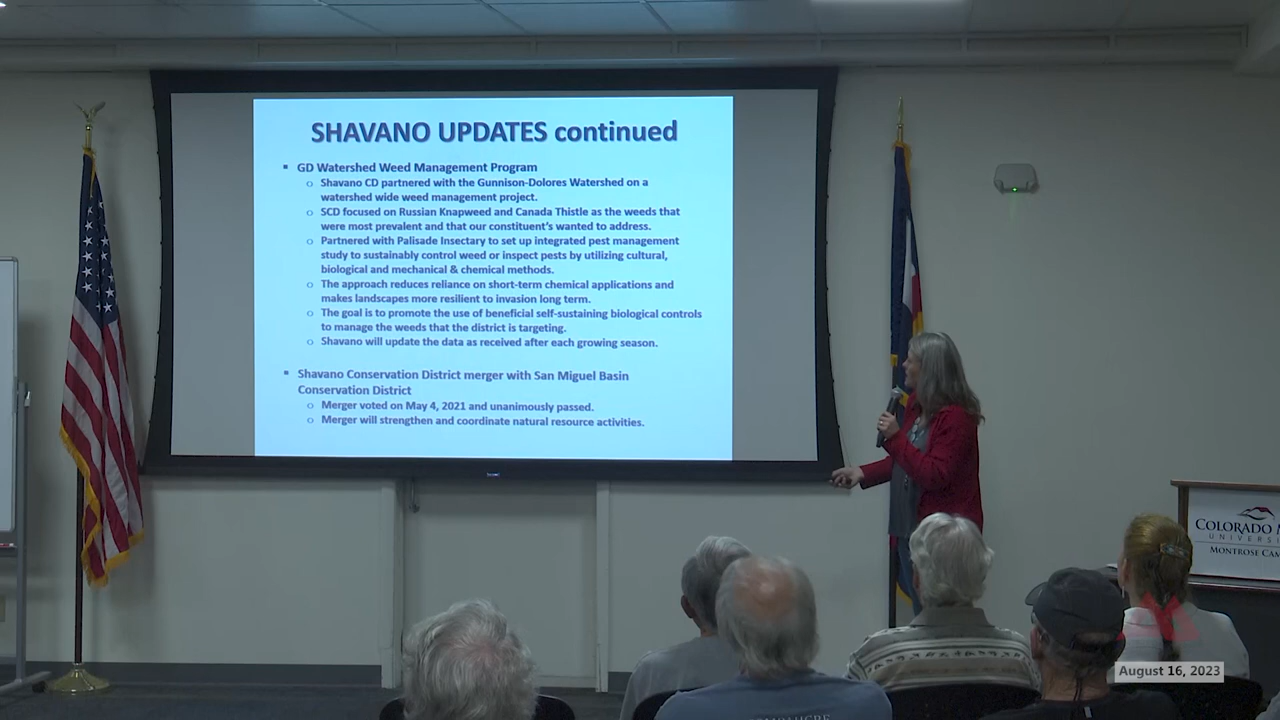 SHAVANO UPDATES continued
▪ GD Watershed Weed Management Program
o Shavano CD partnered with the Gunnison-Dolores Watershed on a
watershed wide weed management project.
o SCD focused on Russian Knapweed and Canada Thistle as the weeds that
were most prevalent and that our constituent's wanted to address.
o Partnered with Palisade Insectary to set up integrated pest management
study to sustainably control weed or inspect pests by utilizing cultural,
biological and mechanical & chemical methods.
o The approach reduces reliance on short-term chemical applications and
makes landscapes more resilient to invasion long term.
o The goal is to promote the use of beneficial self-sustaining biological controls
to manage the weeds that the district is targeting.
o Shavano will update the data as received after each growing season.
▪ Shavano Conservation District merger with San Miguel Basin
Conservation District
o Merger voted on May 4, 2021 and unanimously passed.
o Merger will strengthen and coordinate natural resource activities.
COLORADO M
UNIVERSI
MONTROSE CAM
August 16, 2023